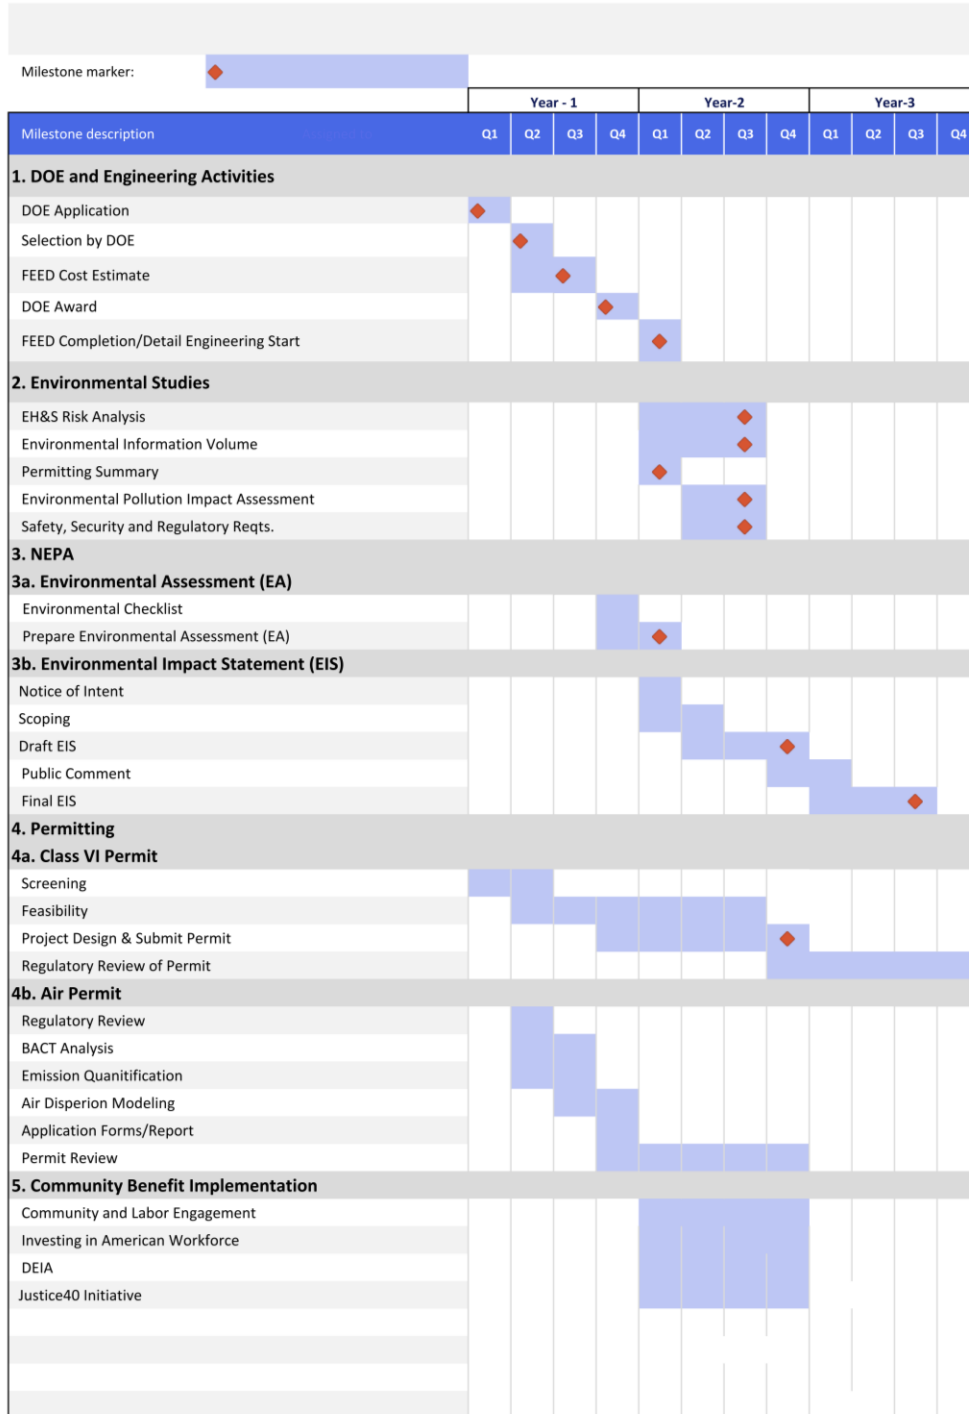 Milestone marker:
Year - 1 Year-2 Year-3
Milestone description Q1 Q2 Q3 Q4 Q1 Q2 Q3 Q4 Q1 Q2 Q3 Q4
1. DOE and Engineering Activities
DOE Application
Selection by DOE
FEED Cost Estimate
DOE Award
FEED Completion/Detail Engineering Start
2. Environmental Studies
EH&S Risk Analysis
Environmental Information Volume
Permitting Summary
Environmental Pollution Impact Assessment
Safety, Security and Regulatory Reqts.
3. NEPA
3a. Environmental Assessment (EA)
Environmental Checklist
Prepare Environmental Assessment (EA)
3b. Environmental Impact Statement (EIS)
Notice of Intent
Scoping
Draft EIS
Public Comment
Final EIS
4. Permitting
4a. Class VI Permit
Screening
Feasibility
Project Design & Submit Permit
Regulatory Review of Permit
4b. Air Permit
Regulatory Review
BACT Analysis
Emission Quanitification
Air Disperion Modeling
Application Forms/Report
Permit Review
5. Community Benefit Implementation
Community and Labor Engagement
Investing in American Workforce
DEIA
Justice40 Initiative